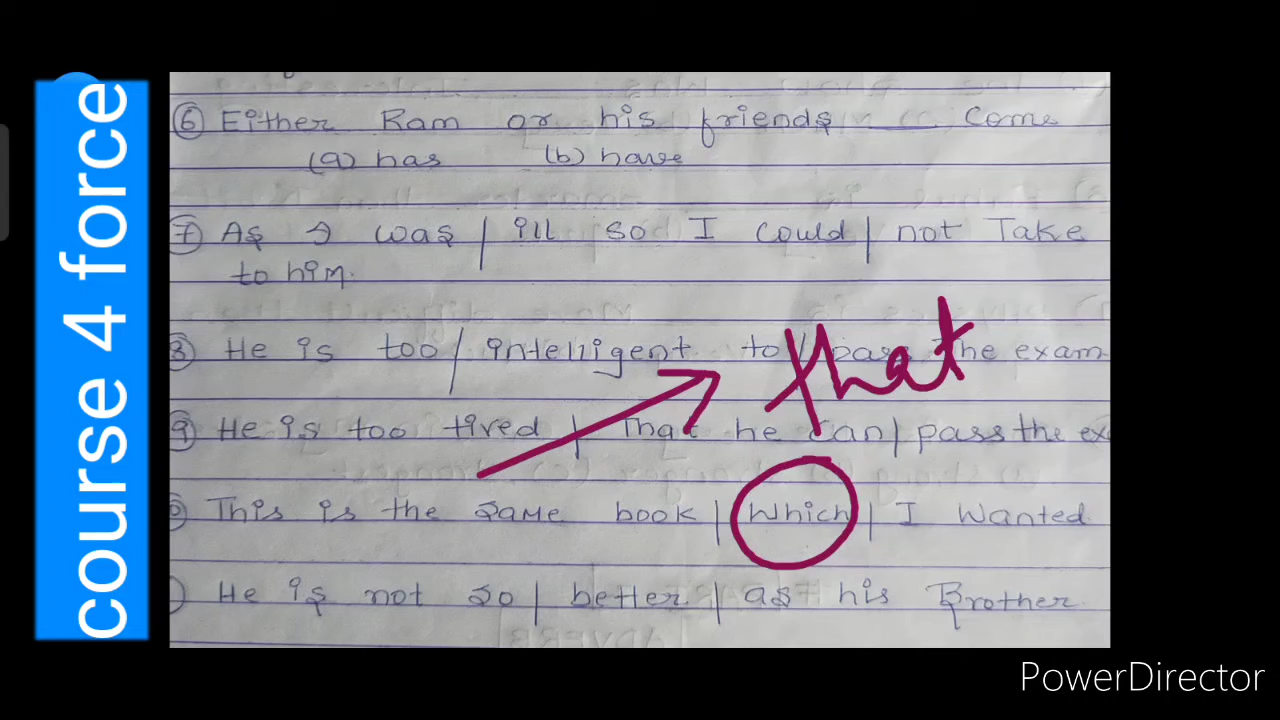 course 4 force
⑥ Either Ram or his friends ___ Come
(a) has (b) have
⑦ As I was / ill so I could / not Take
to him.
⑧ He is too / intelligent to / pass the exam
that
⑨ He is too tired / That he Can / pass the
This is the same book / Which / I wanted
He is not so / better / as his Brother.
PowerDirector